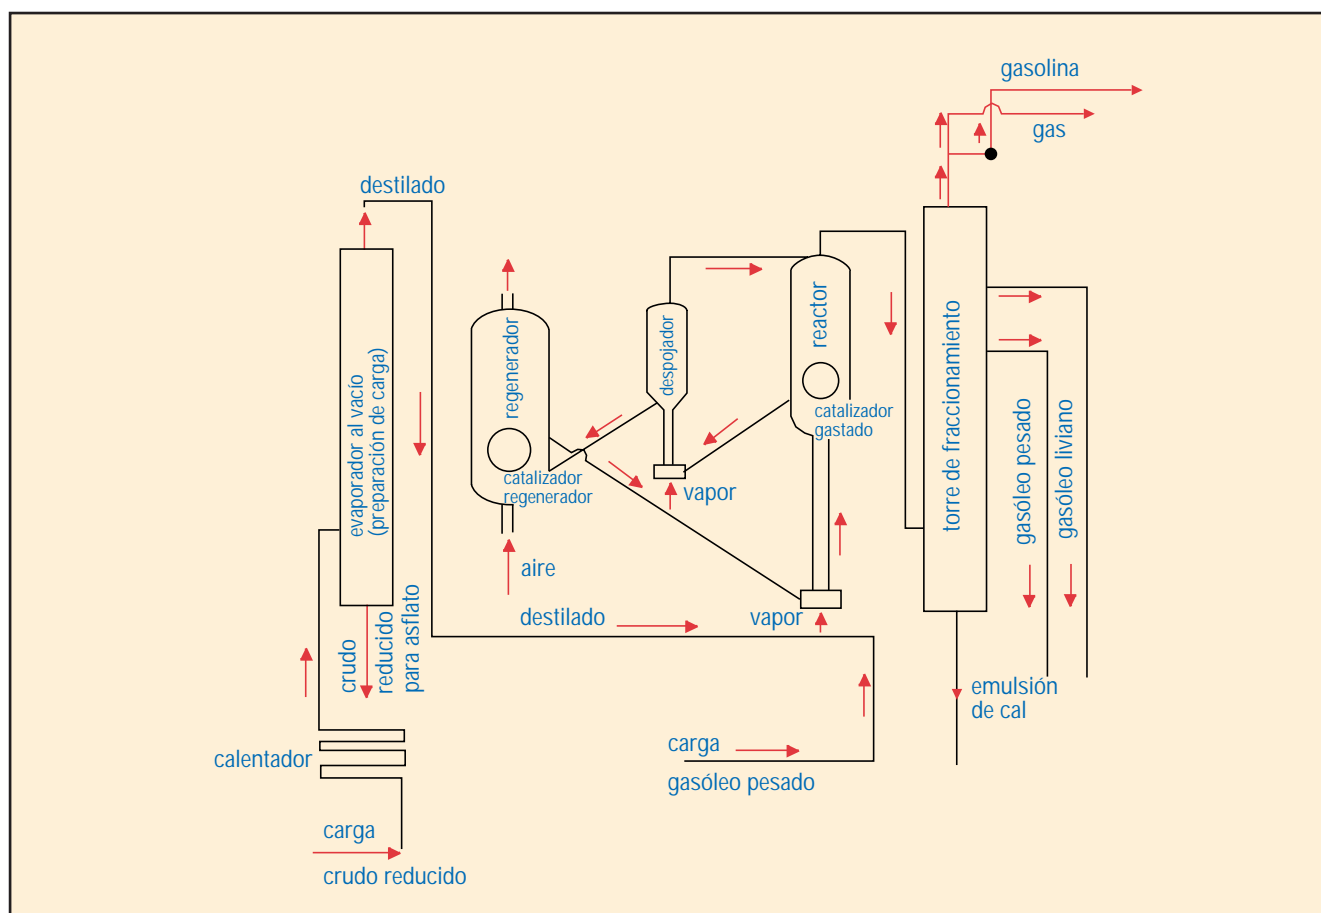 gasolina
gas
destilado
evaporador al vacío
(preparación de carga)
regenerador
catalizador
regenerador
despojador
reactor
catalizador
gastado
torre de fraccionamiento
gasóleo pesado
gasóleo liviano
vapor
aire
destilado
vapor
crudo
reducido
para asflato
emulsión
de cal
calentador
carga
gasóleo pesado
carga
crudo reducido